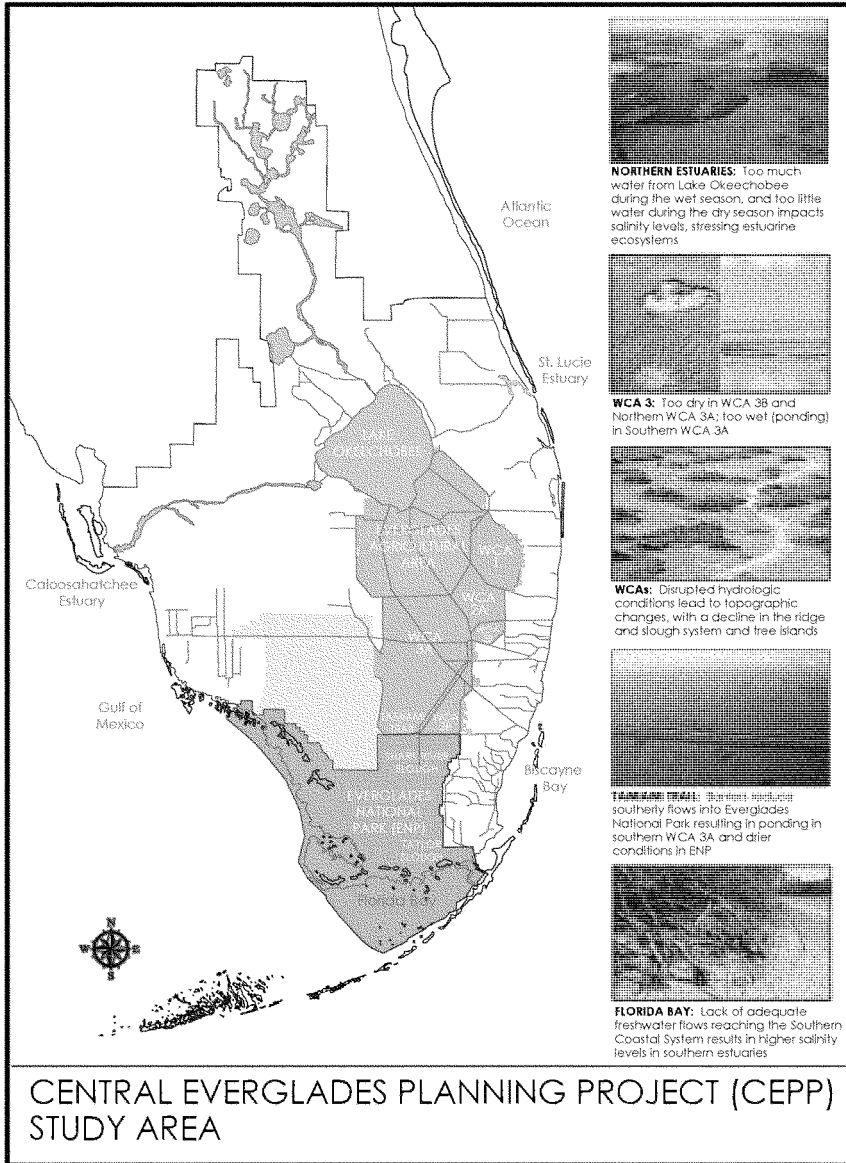 Atlantic
Ocean
St. Lucie
Estuary
LAKE
OKEECHOBEE
EVERGLADES
AGRICULTURAL
AREA
WCA
WCA
WCA
Caloosahatchee
Estuary
Gulf of
Mexico
Biscayne
Bay
EVERGLADES
NATIONAL
PARK (ENP)
Florida Bay
N
W
E
S
NORTHERN ESTUARIES: Too much
water from Lake Okeechobee
during the wet season, and too little
water during the dry season impacts
salinity levels, stressing estuarine
ecosystems
WCA 3: Too dry in WCA 3B and
Northern WCA 3A; too wet (ponding)
in Southern WCA 3A
WCAs: Disrupted hydrologic
conditions lead to topographic
changes, with a decline in the ridge
and slough system and tree islands
TAMIAMI TRAIL:
southerly flows into Everglades
National Park resulting in ponding in
southern WCA 3A and drier
conditions in ENP
FLORIDA BAY: Lack of adequate
freshwater flows reaching the Southern
Coastal System results in higher salinity
levels in southern estuaries
CENTRAL EVERGLADES PLANNING PROJECT (CEPP)
STUDY AREA